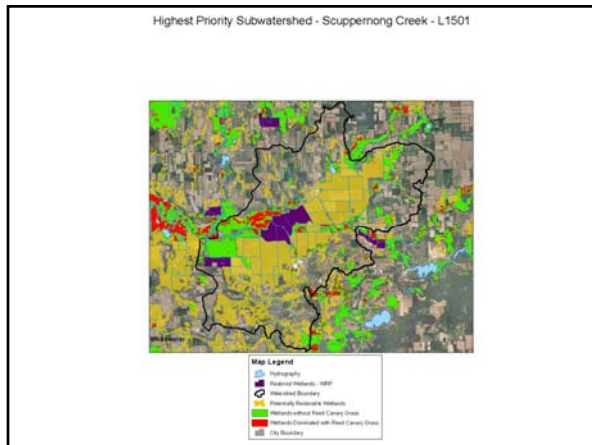 Highest Priority Subwatershed - Scuppernong Creek - L1501
Whitewater
Map Legend
Hydrography
Restored Wetlands - WRP
Watershed Boundary
Potentially Restorable Wetlands
Wetlands without Reed Canary Grass
Wetlands Dominated with Reed Canary Grass
City Boundary